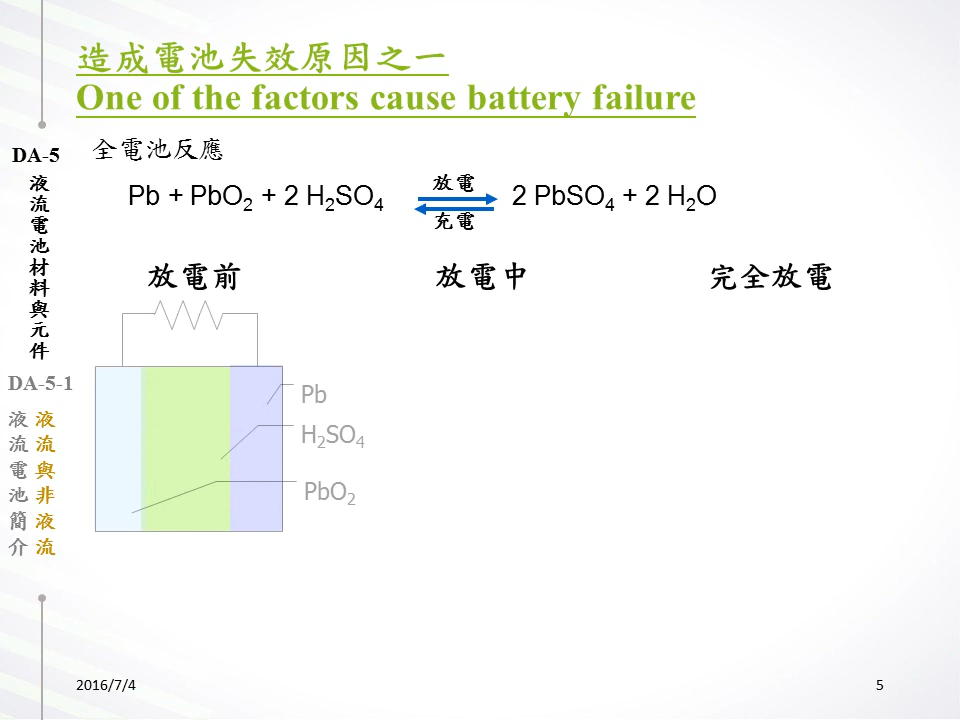 造成電池失效原因之一
One of the factors cause battery failure
DA-5
液流電池材料與元件
DA-5-1
液流電池簡介
液流與非液流
全電池反應
Pb + PbO₂ + 2 H₂SO₄ 放電 充電 2 PbSO₄ + 2 H₂O
放電前 放電中 完全放電
Pb
H₂SO₄
PbO₂
2016/7/4 5